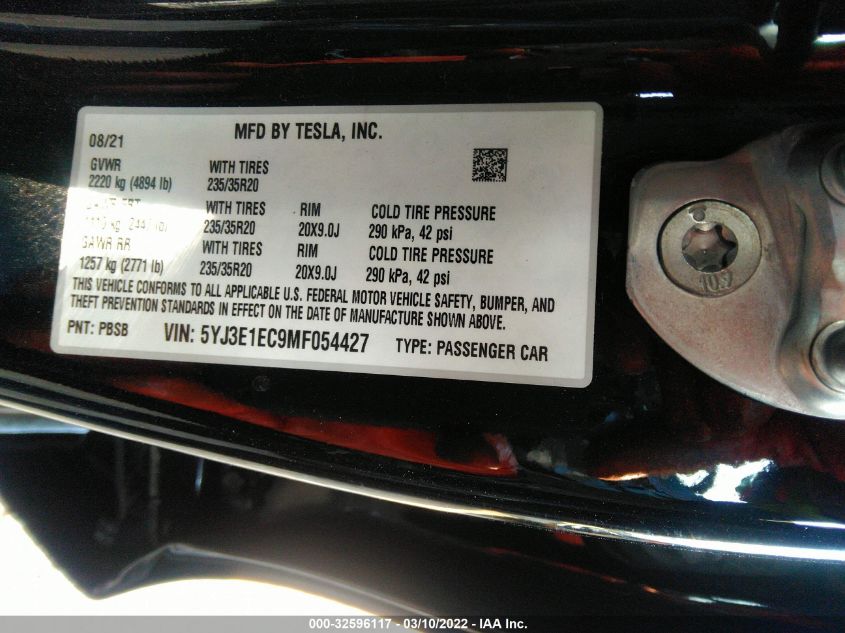 MFD BY TESLA, INC.
08/21
GVWR WITH TIRES
2220 kg (4894 lb) 235/35R20
WITH TIRES RIM COLD TIRE PRESSURE
235/35R20 20X9.0J 290 kPa, 42 psi
GAWR RR WITH TIRES RIM COLD TIRE PRESSURE
1257 kg (2771 lb) 235/35R20 20X9.0J 290 kPa, 42 psi
THIS VEHICLE CONFORMS TO ALL APPLICABLE U.S. FEDERAL MOTOR VEHICLE SAFETY, BUMPER, AND
THEFT PREVENTION STANDARDS IN EFFECT ON THE DATE OF MANUFACTURE SHOWN ABOVE.
PNT: PBSB VIN: 5YJ3E1EC9MF054427 TYPE: PASSENGER CAR
10.9
000-32596117 - 03/10/2022 - IAA Inc.